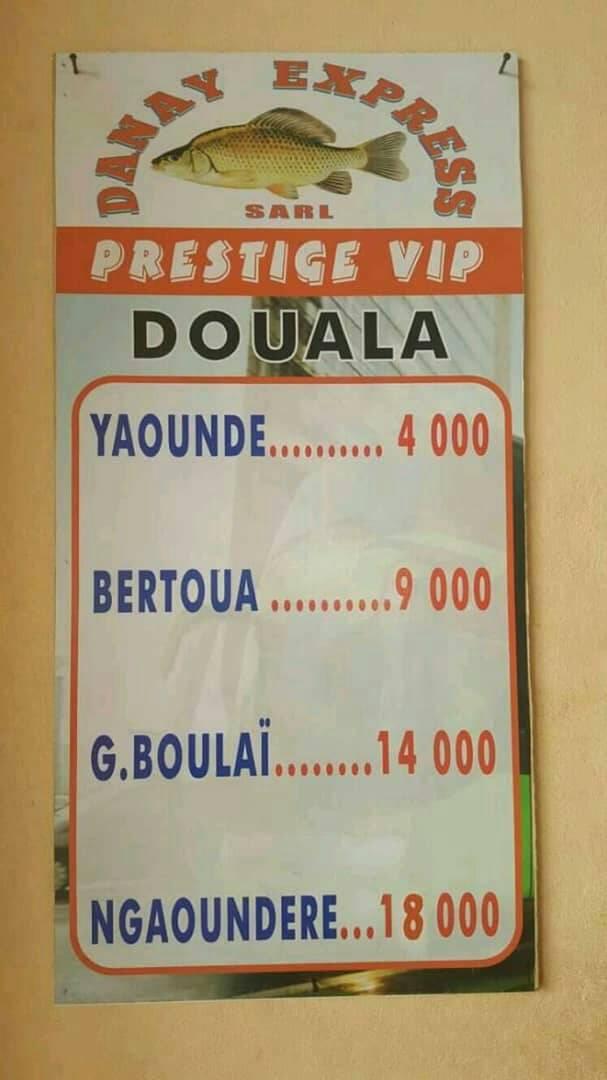 DANAY EXPRESS
SARL
PRESTIGE VIP
DOUALA
YAOUNDE.......... 4 000
BERTOUA ..........9 000
G.BOULAÏ........14 000
NGAOUNDERE...18 000